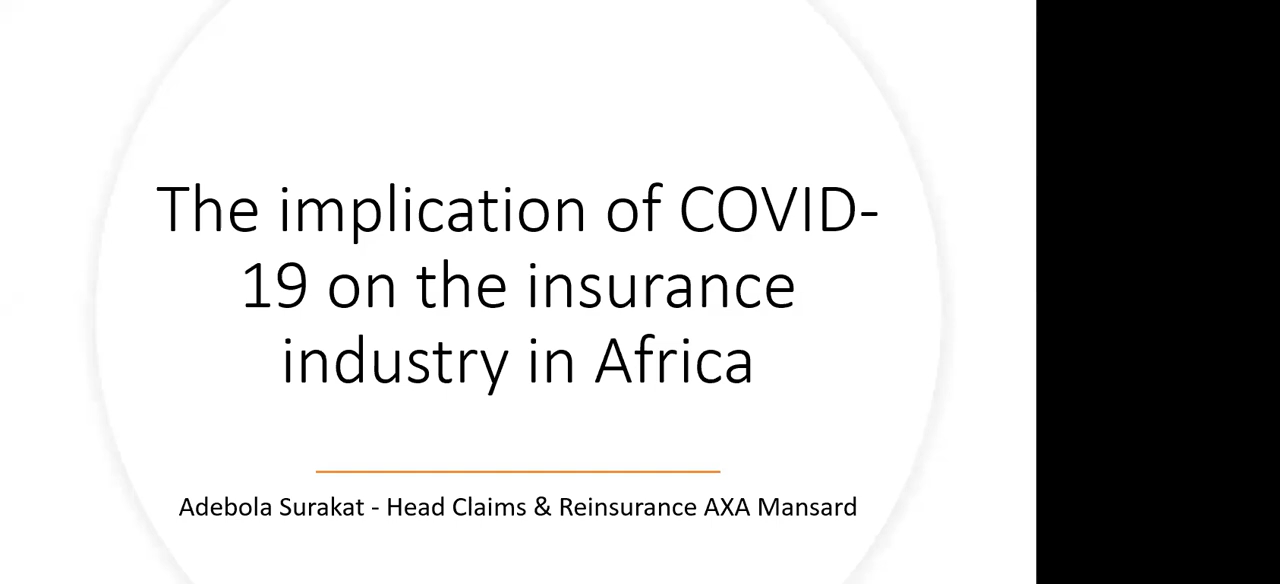 The implication of COVID-
19 on the insurance
industry in Africa
Adebola Surakat - Head Claims & Reinsurance AXA Mansard